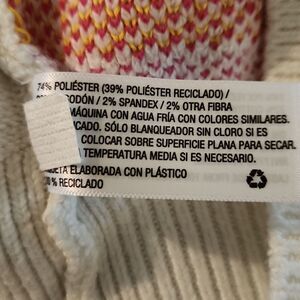 74% POLIÉSTER (39% POLIÉSTER RECICLADO) /
ODÓN / 2% SPANDEX / 2% OTRA FIBRA
MÁQUINA CON AGUA FRÍA CON COLORES SIMILARES.
ICADO. SÓLO BLANQUEADOR SIN CLORO SI ES
COLOCAR SOBRE SUPERFICIE PLANA PARA SECAR.
TEMPERATURA MEDIA SI ES NECESARIO.
ETA ELABORADA CON PLÁSTICO
% RECICLADO